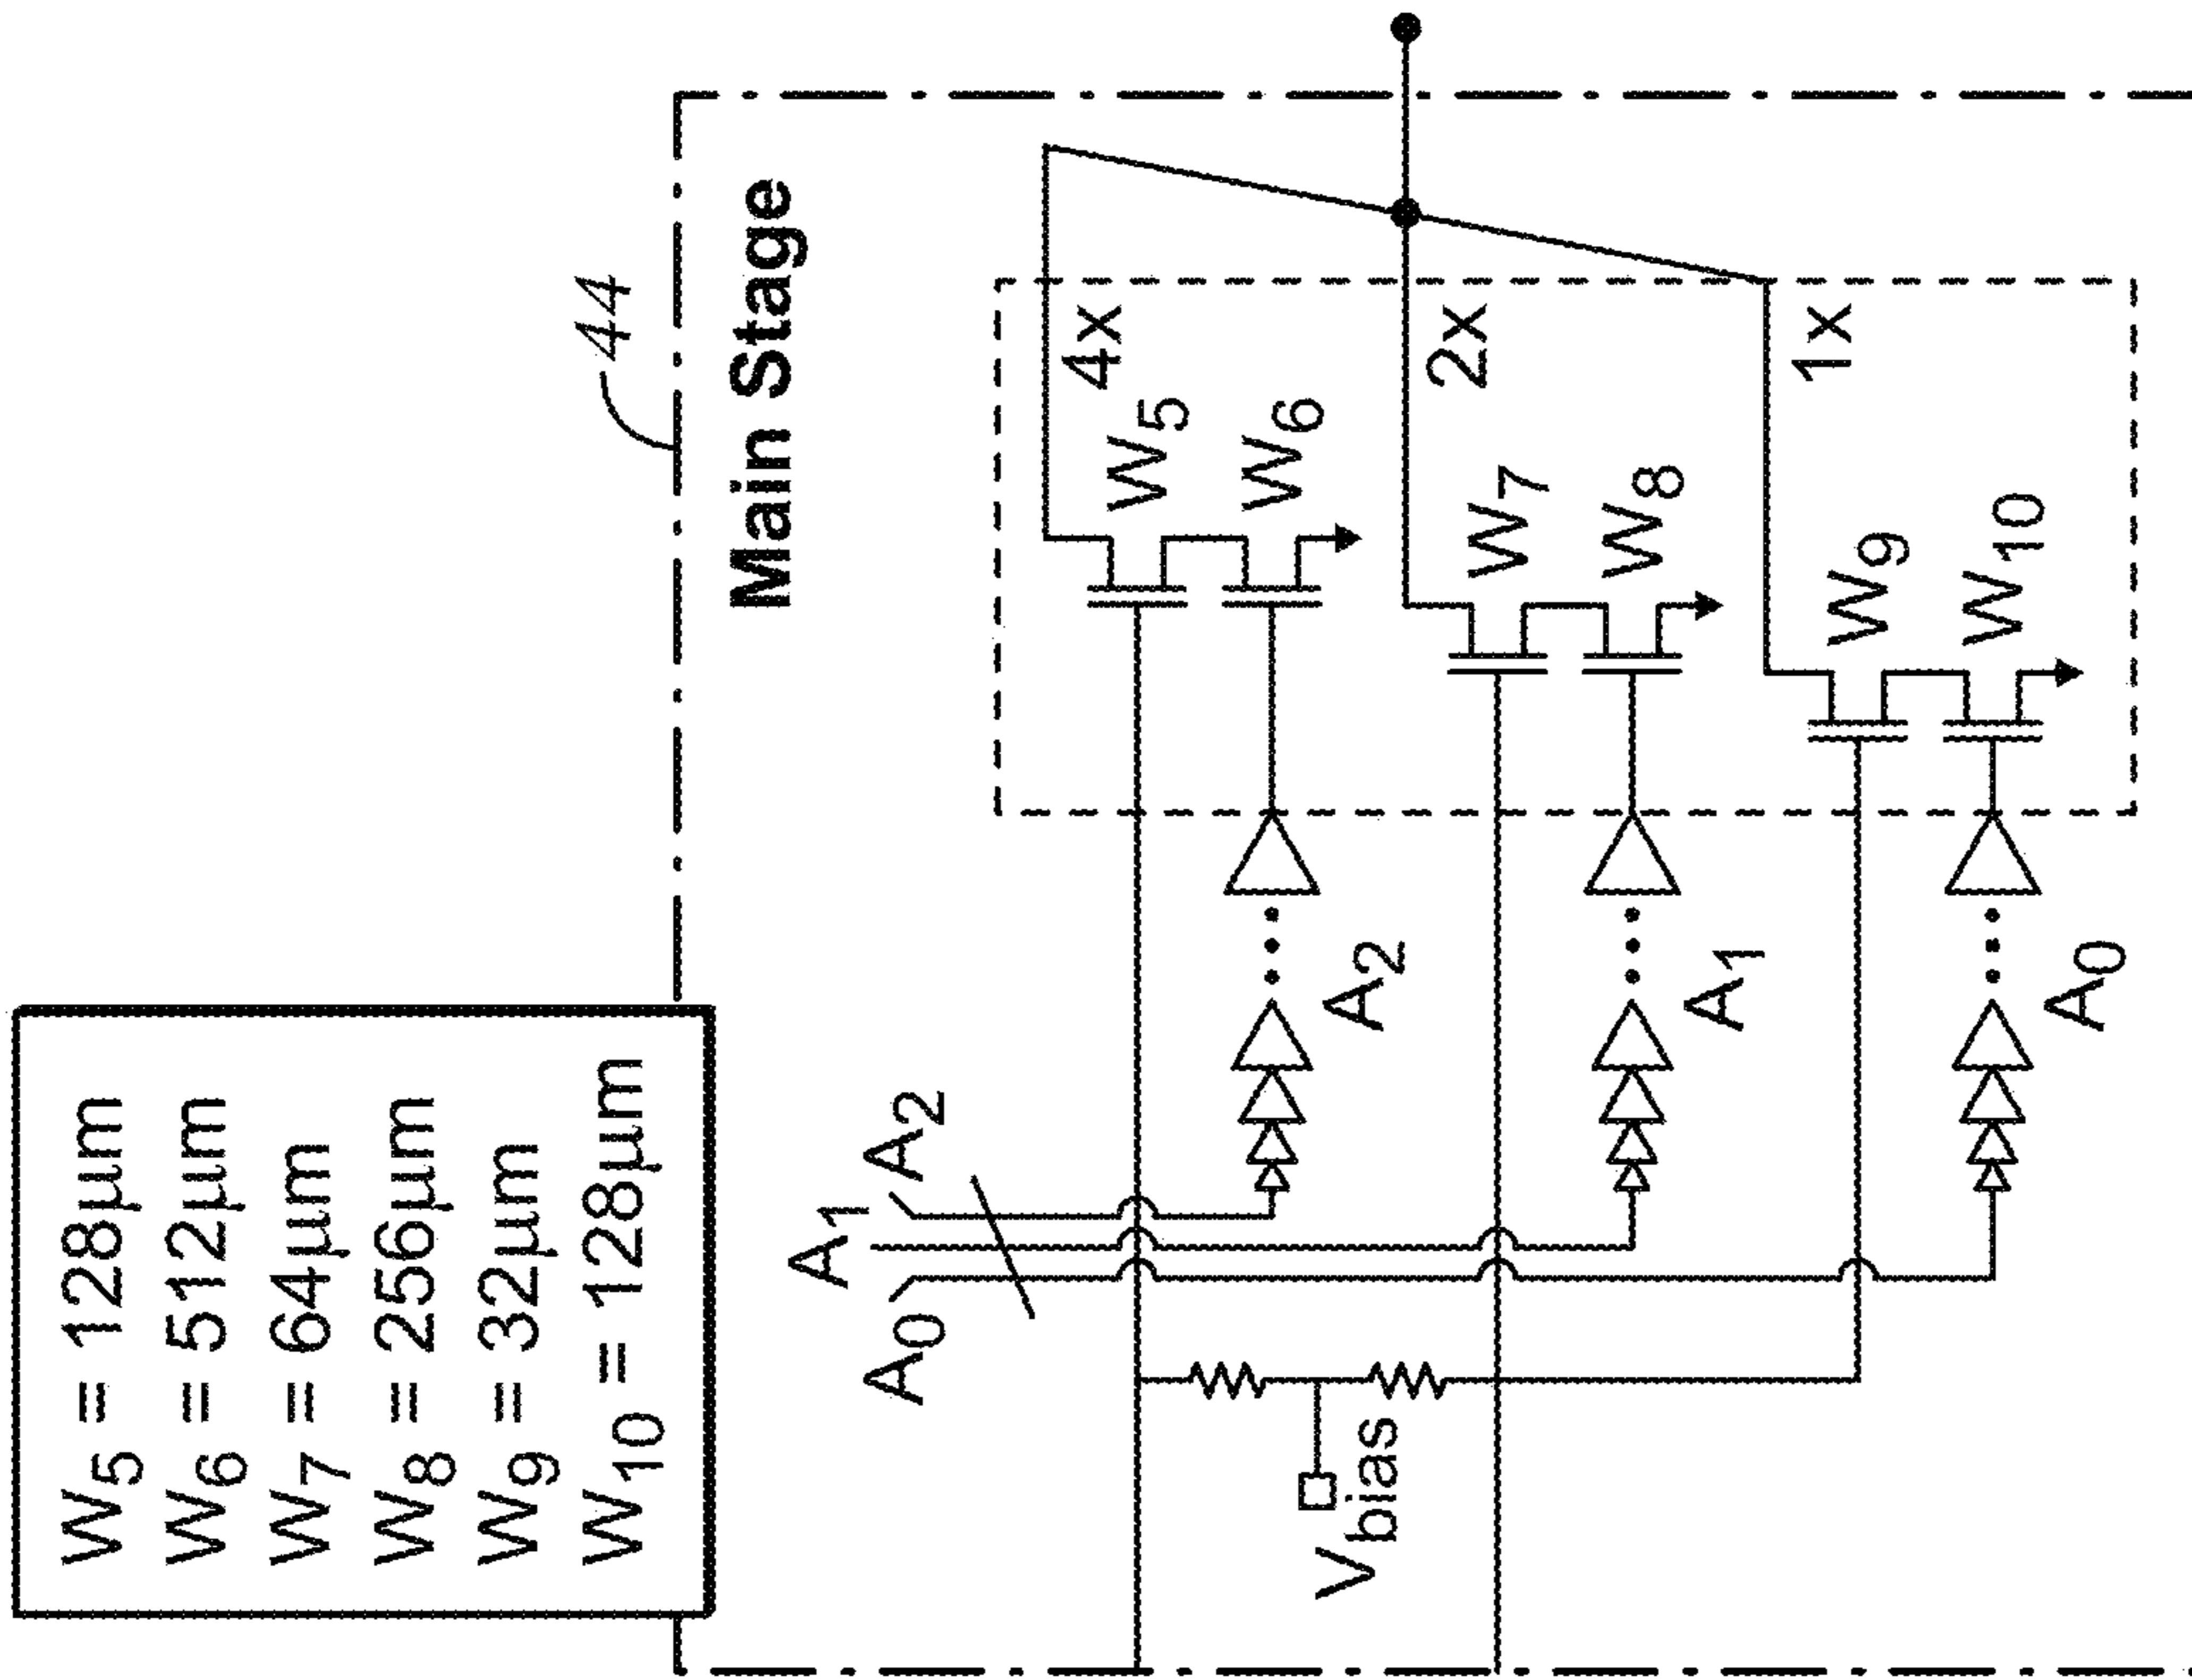 W5 = 128μm
W6 = 512μm
W7 = 64μm
W8 = 256μm
W9 = 32μm
W10 = 128μm
44
Main Stage
A0
A1
A2
4x
W5
W6
A2
2x
W7
W8
A1
Vbias
1x
W9
W10
A0